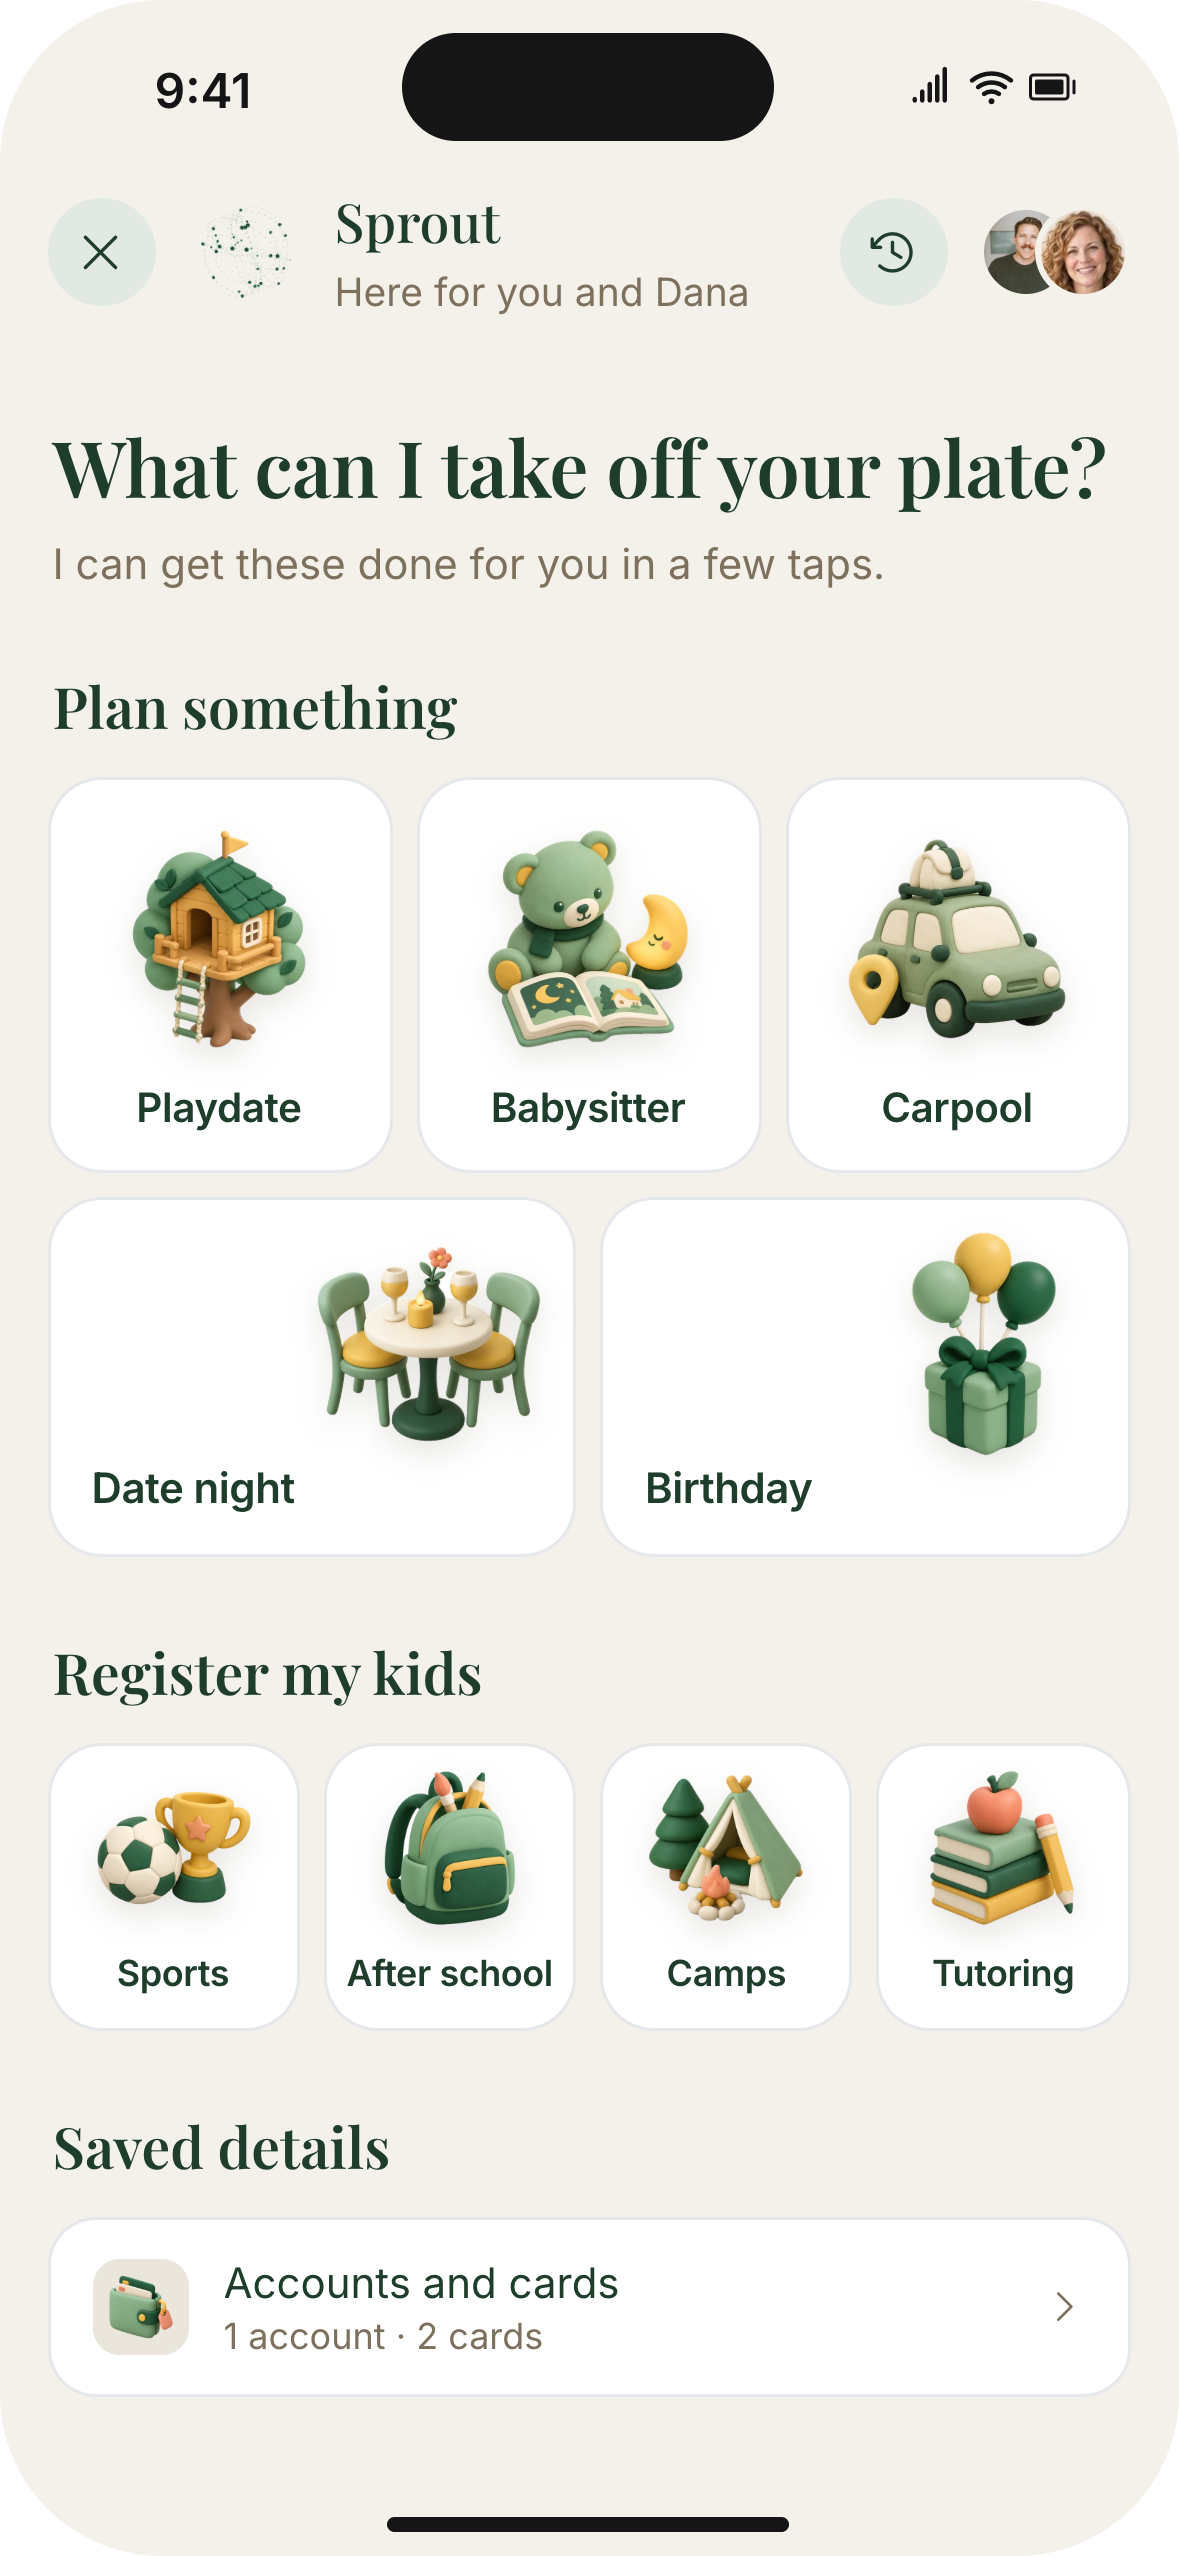 9:41
Sprout
Here for you and Dana
What can I take off your plate?
I can get these done for you in a few taps.
Plan something
Playdate
Babysitter
Carpool
Date night
Birthday
Register my kids
Sports
After school
Camps
Tutoring
Saved details
Accounts and cards
1 account · 2 cards